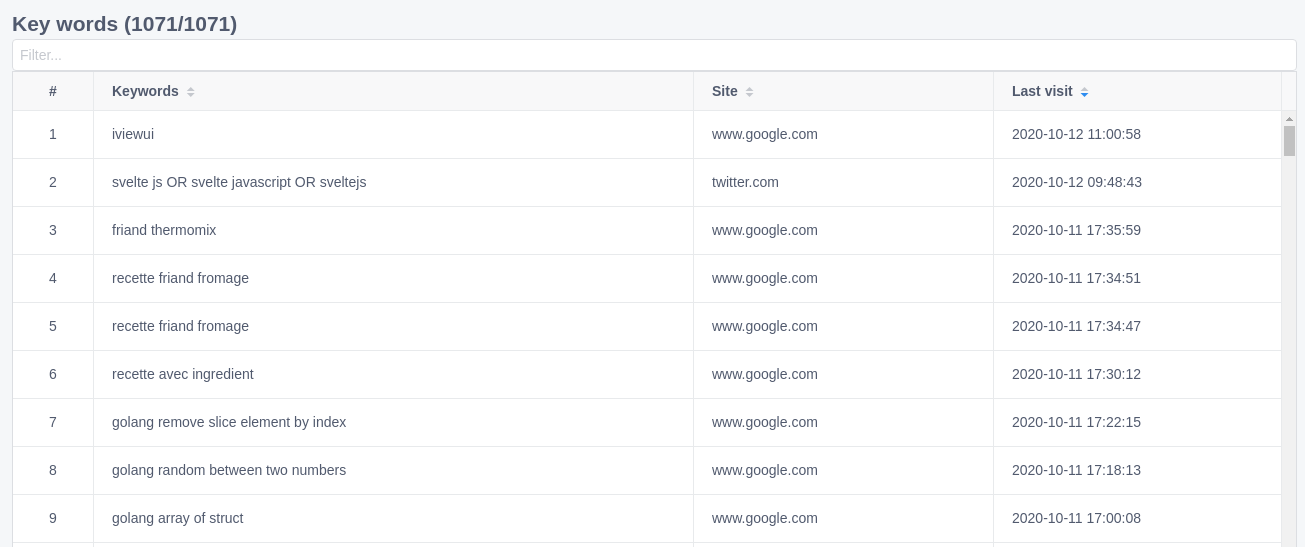 Key words (1071/1071)
Filter...
# Keywords Site Last visit
1 iviewui www.google.com 2020-10-12 11:00:58
2 svelte js OR svelte javascript OR sveltejs twitter.com 2020-10-12 09:48:43
3 friand thermomix www.google.com 2020-10-11 17:35:59
4 recette friand fromage www.google.com 2020-10-11 17:34:51
5 recette friand fromage www.google.com 2020-10-11 17:34:47
6 recette avec ingredient www.google.com 2020-10-11 17:30:12
7 golang remove slice element by index www.google.com 2020-10-11 17:22:15
8 golang random between two numbers www.google.com 2020-10-11 17:18:13
9 golang array of struct www.google.com 2020-10-11 17:00:08